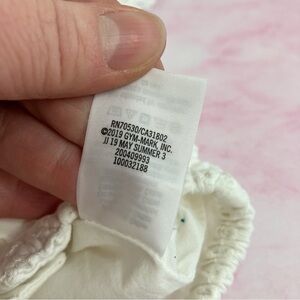 RN70530/CA31802
©2019 GYM-MARK, INC.
JJ 19 MAY SUMMER 3
200409993
100032188